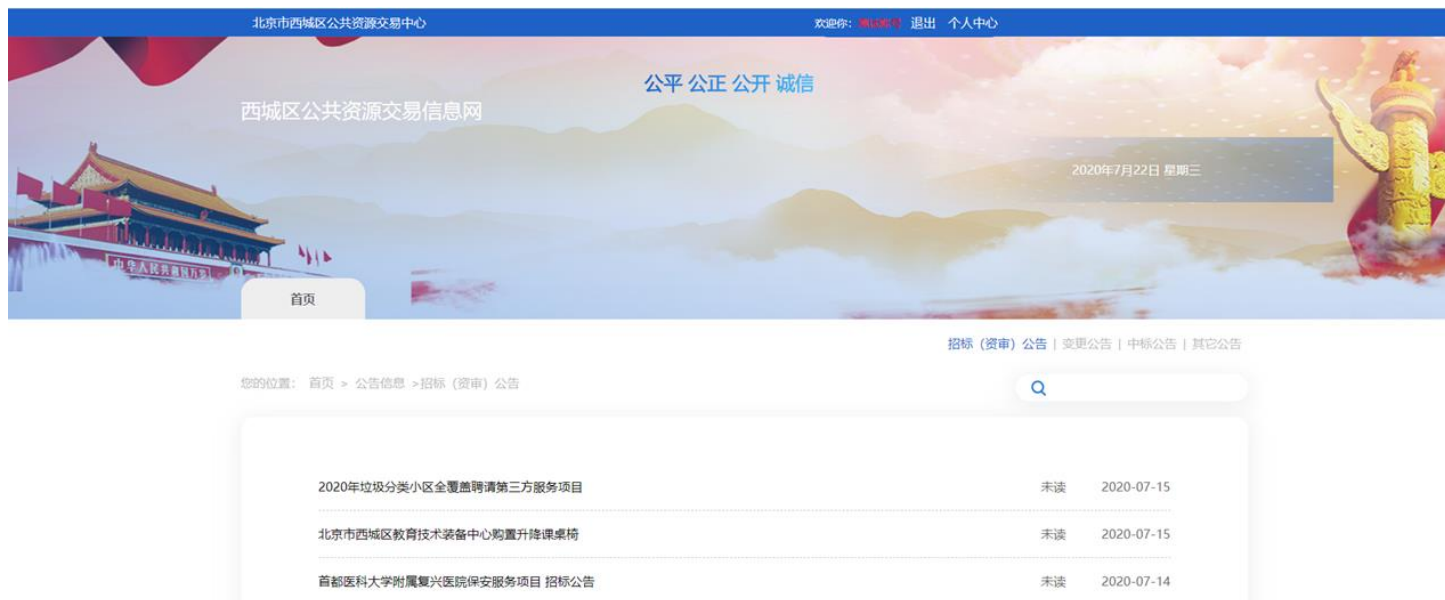 北京市西城区公共资源交易中心
欢迎你: 测试账号 退出 个人中心
公平 公正 公开 诚信
西城区公共资源交易信息网
2020年7月22日 星期三
首页
招标（资审）公告 | 变更公告 | 中标公告 | 其它公告
您的位置： 首页 > 公告信息 >招标（资审）公告
2020年垃圾分类小区全覆盖聘请第三方服务项目 未读 2020-07-15
北京市西城区教育技术装备中心购置升降课桌椅 未读 2020-07-15
首都医科大学附属复兴医院保安服务项目 招标公告 未读 2020-07-14